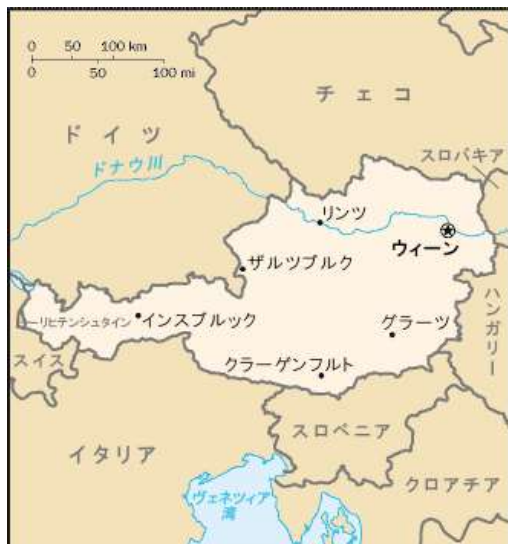 0 50 100 km
0 50 100 mi
チェコ
ドイツ
スロバキア
ドナウ川
リンツ
ウィーン
ザルツブルク
ハンガリー
リヒテンシュタイン
インスブルック
グラーツ
スイス
クラーゲンフルト
スロベニア
イタリア
クロアチア
ヴェネツィア
湾